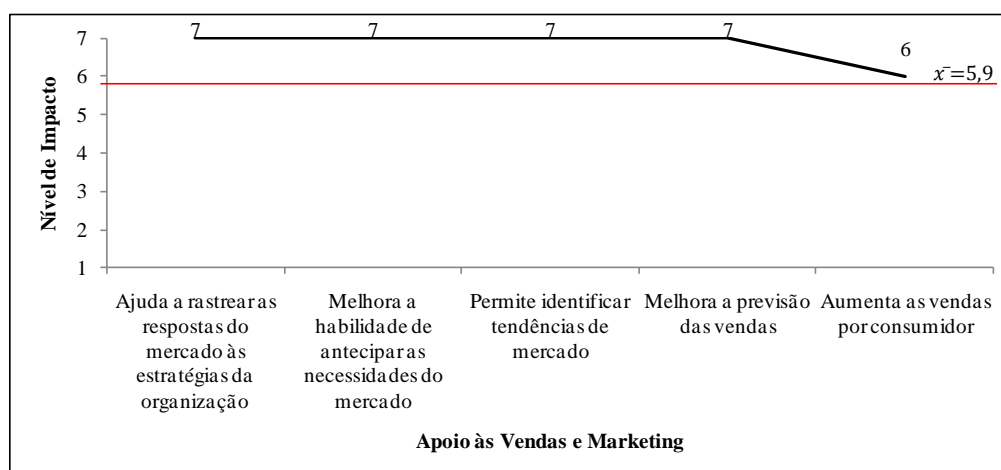 7 7 7 7 6
x̄=5,9
Nível de Impacto
7
6
5
4
3
2
1
Ajuda a rastrear as
respostas do
mercado às
estratégias da
organização
Melhora a
habilidade de
antecipar as
necessidades do
mercado
Permite identificar
tendências de
mercado
Melhora a previsão
das vendas
Aumenta as vendas
por consumidor
Apoio às Vendas e Marketing